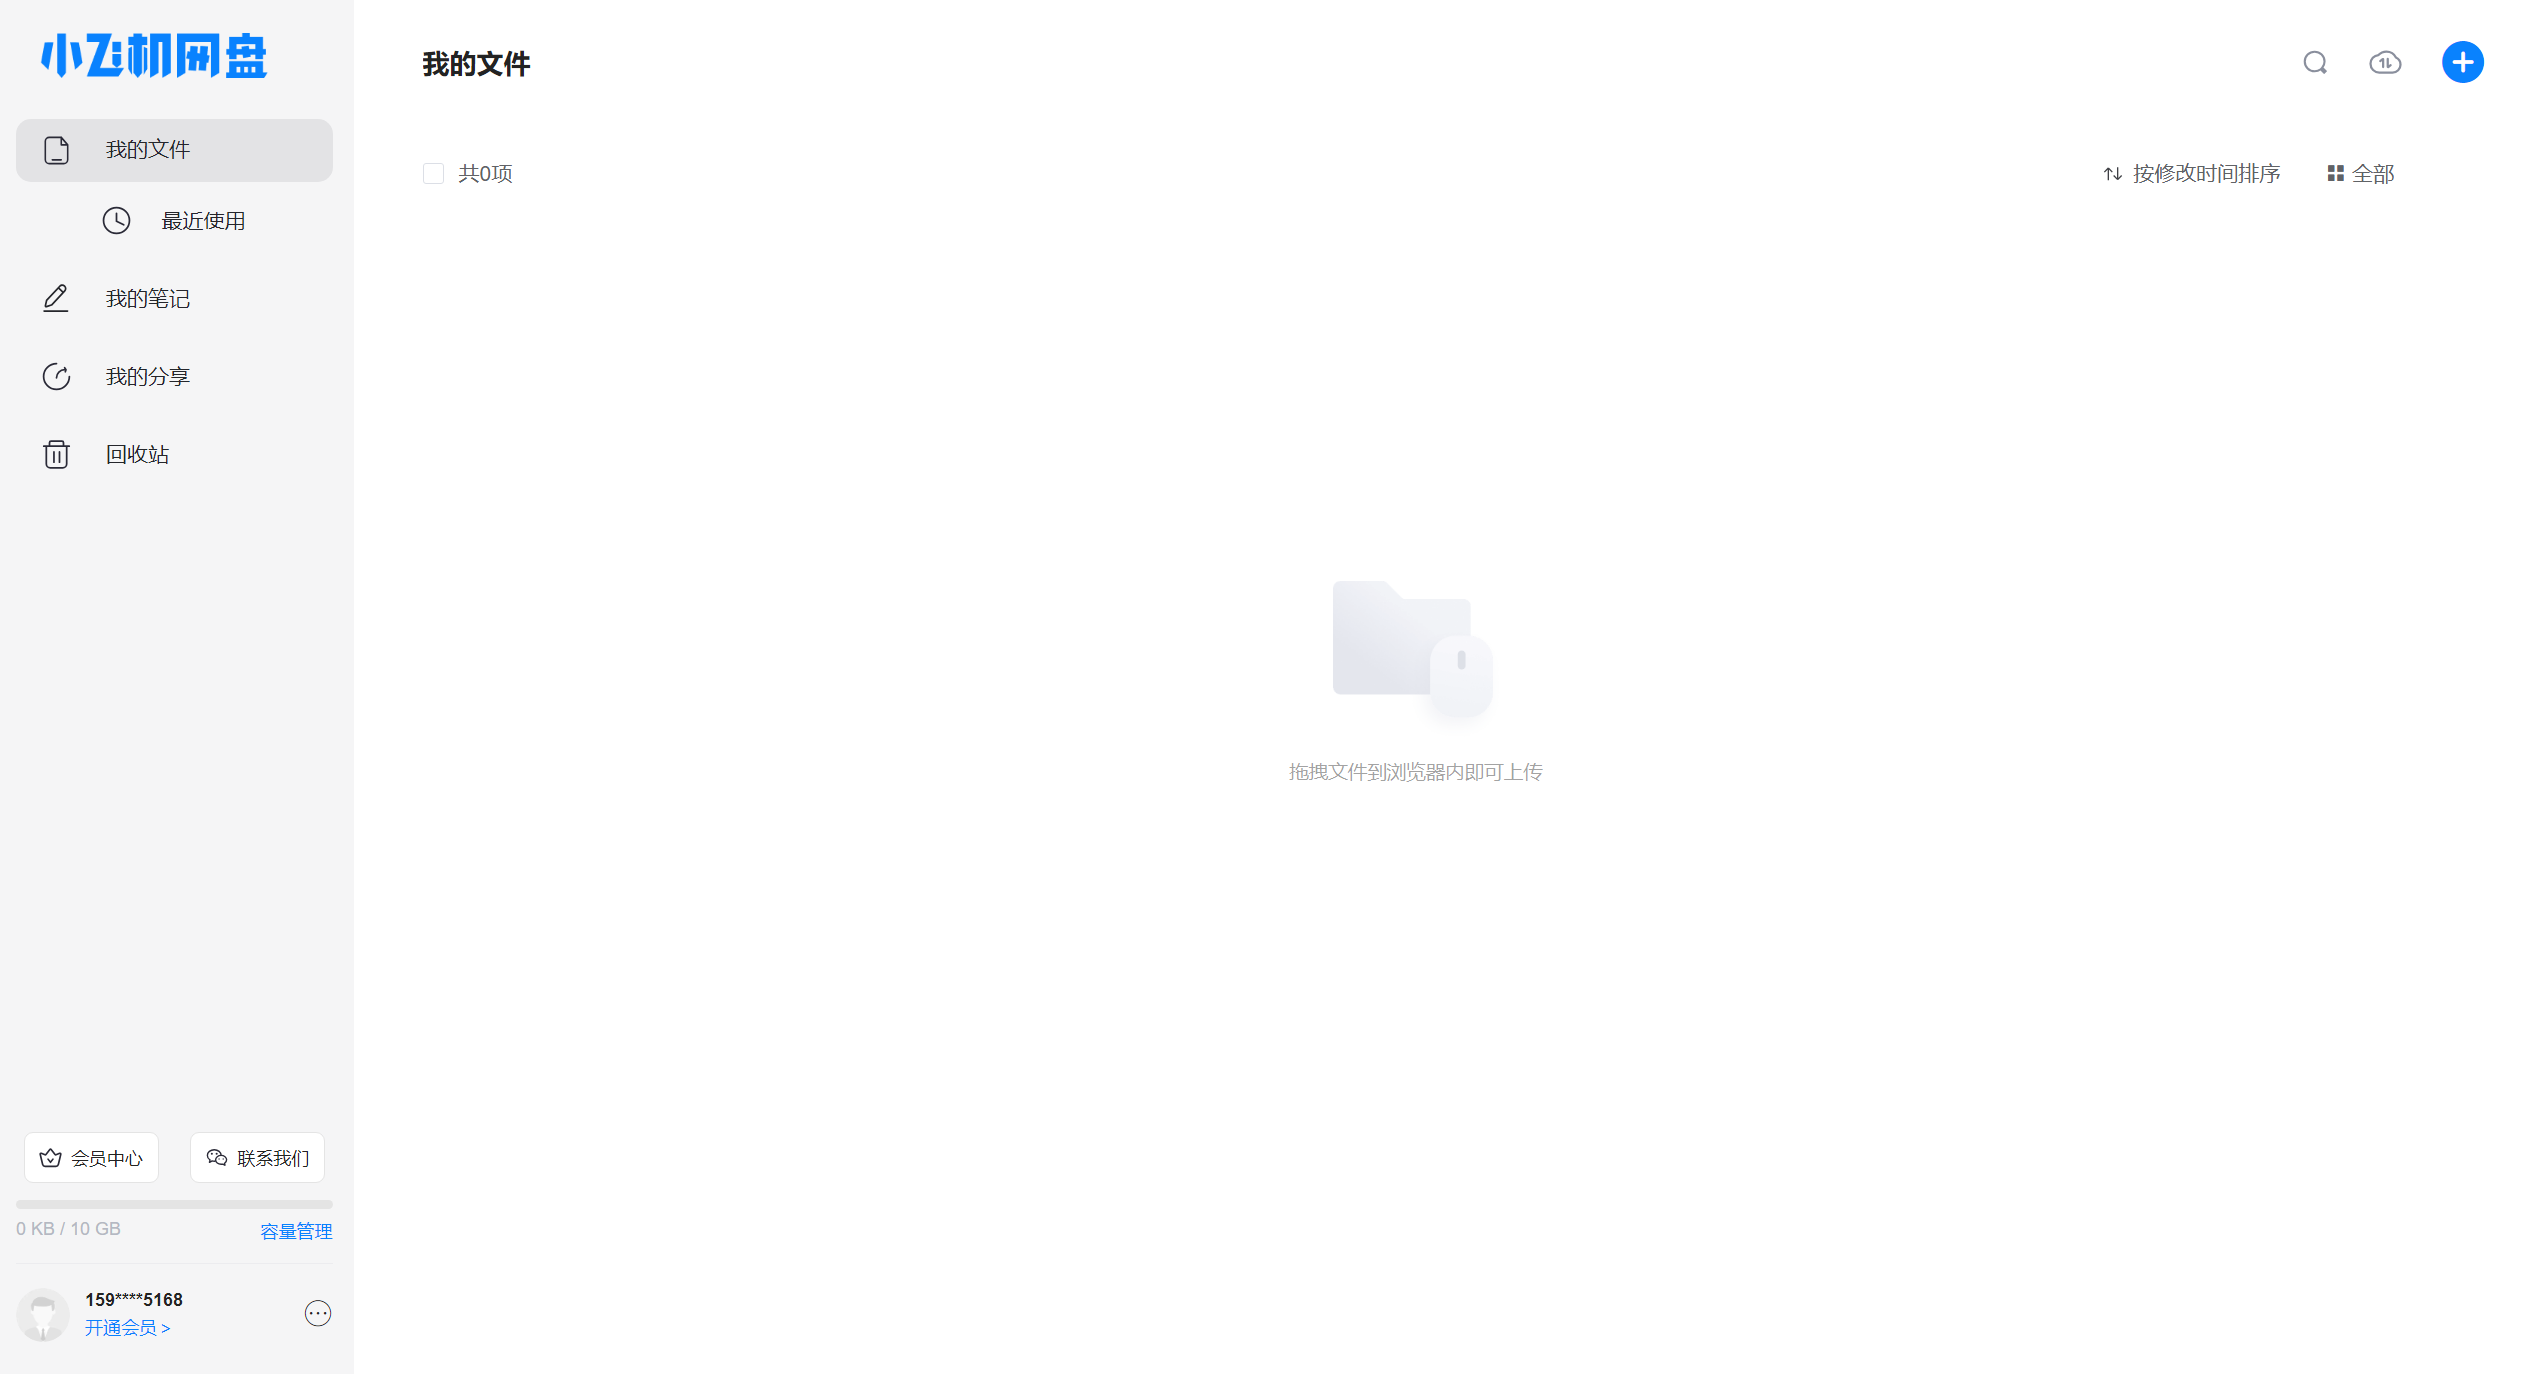 小飞机网盘
我的文件
最近使用
我的笔记
我的分享
回收站
会员中心
联系我们
0 KB / 10 GB
容量管理
159****5168
开通会员 >
我的文件
共0项
按修改时间排序
全部
拖拽文件到浏览器内即可上传